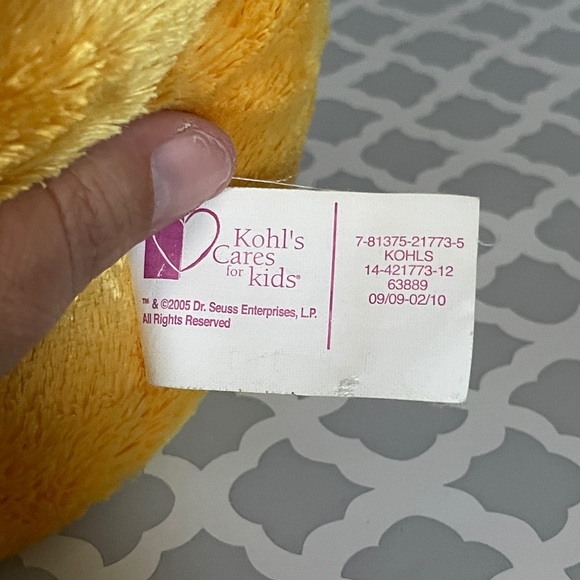 Kohl's
Cares
for
kids®
™ & ©2005 Dr. Seuss Enterprises, L.P.
All Rights Reserved
7-81375-21773-5
KOHLS
14-421773-12
63889
09/09-02/10